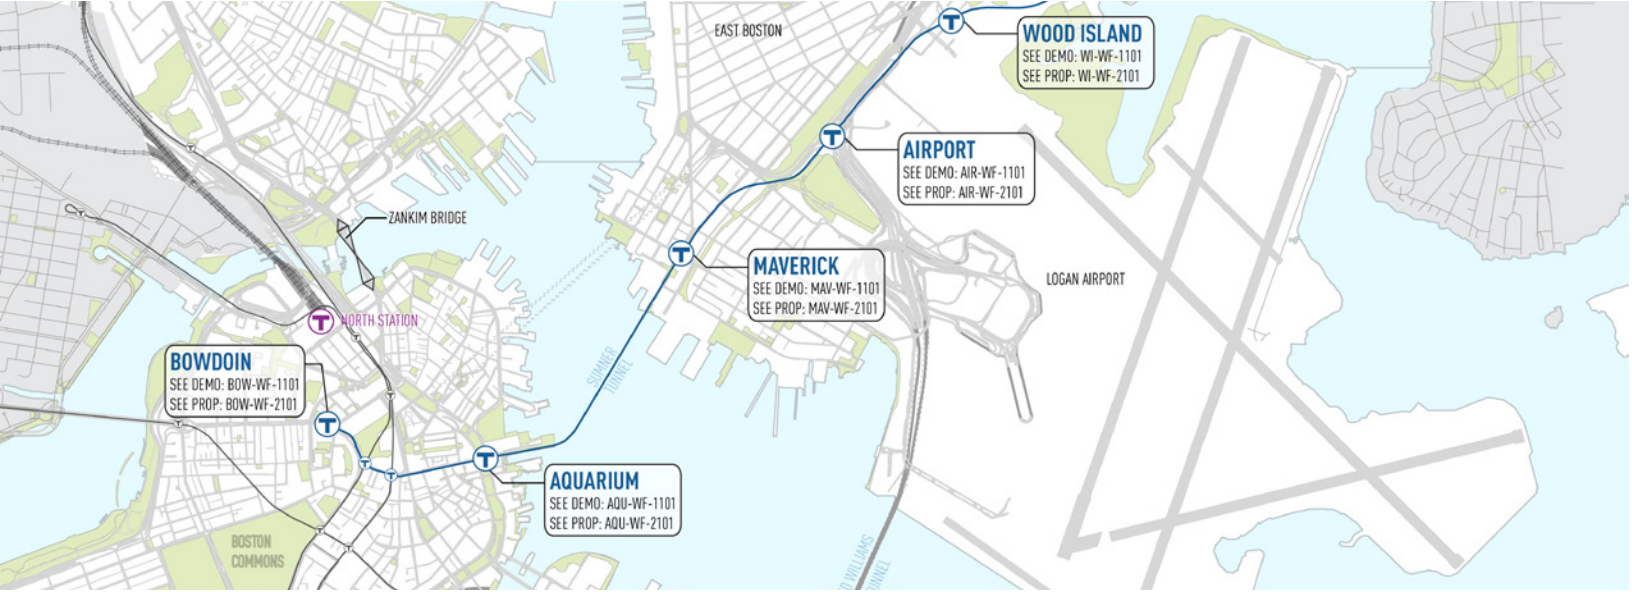 EAST BOSTON
WOOD ISLAND
SEE DEMO: WI-WF-1101
SEE PROP: WI-WF-2101
T
T
AIRPORT
SEE DEMO: AIR-WF-1101
SEE PROP: AIR-WF-2101
ZANKIM BRIDGE
T
MAVERICK
SEE DEMO: MAV-WF-1101
SEE PROP: MAV-WF-2101
LOGAN AIRPORT
T
NORTH STATION
BOWDOIN
SEE DEMO: BOW-WF-1101
SEE PROP: BOW-WF-2101
SUMNER
TUNNEL
T
T
AQUARIUM
SEE DEMO: AQU-WF-1101
SEE PROP: AQU-WF-2101
BOSTON
COMMONS
WILLIAMS